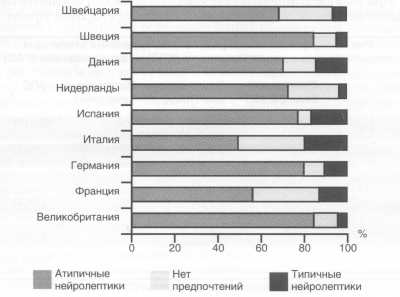 Швейцария
Швеция
Дания
Нидерланды
Испания
Италия
Германия
Франция
Великобритания
%
0 20 40 60 80 100
Атипичные нейролептики
Нет предпочтений
Типичные нейролептики